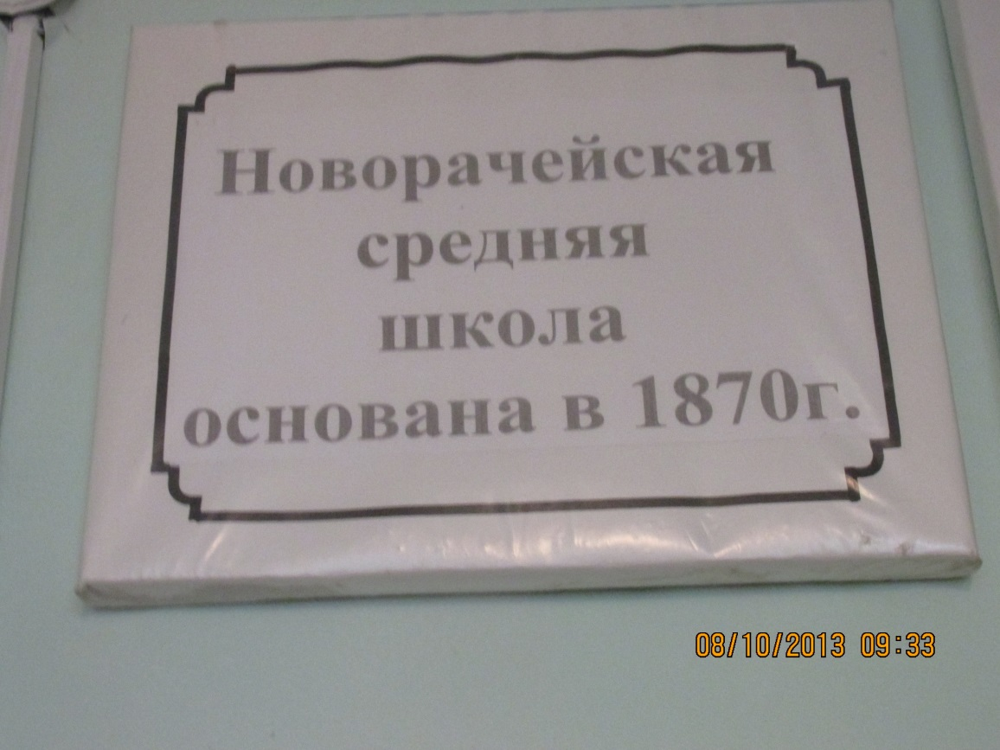 Новорачейская
средняя
школа
основана в 1870г.
08/10/2013 09:33